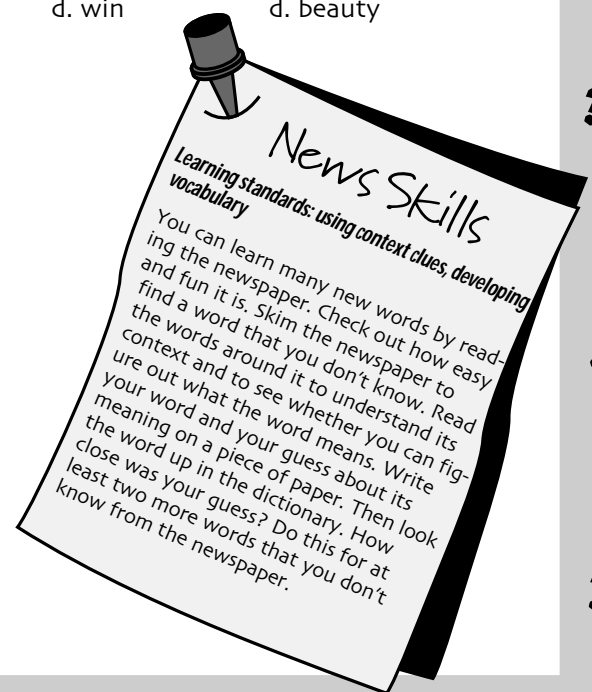 d. win
d. beauty
News Skills
Learning standards: using context clues, developing
vocabulary
You can learn many new words by read-
ing the newspaper. Check out how easy
and fun it is. Skim the newspaper to
find a word that you don't know. Read
the words around it to understand its
context and to see whether you can fig-
ure out what the word means. Write
your word and your guess about its
meaning on a piece of paper. Then look
the word up in the dictionary. How
close was your guess? Do this for at
least two more words that you don't
know from the newspaper.